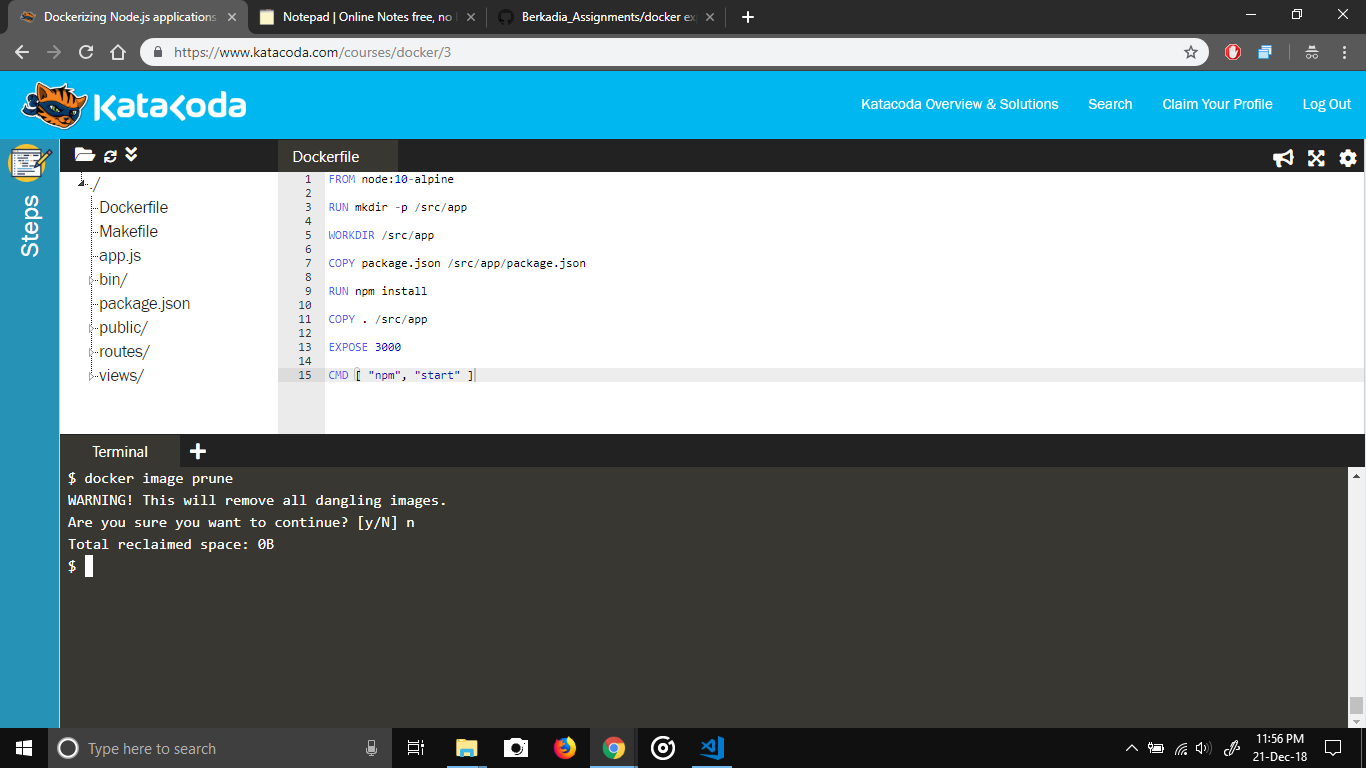 Dockerizing Node.js applications
Notepad | Online Notes free, no
Berkadia_Assignments/docker ex
https://www.katacoda.com/courses/docker/3
KataKoda
Katacoda Overview & Solutions
Search
Claim Your Profile
Log Out
Steps
./
Dockerfile
Makefile
app.js
bin/
package.json
public/
routes/
views/
Dockerfile
1 FROM node:10-alpine
2
3 RUN mkdir -p /src/app
4
5 WORKDIR /src/app
6
7 COPY package.json /src/app/package.json
8
9 RUN npm install
10
11 COPY . /src/app
12
13 EXPOSE 3000
14
15 CMD [ "npm", "start" ]
Terminal
$ docker image prune
WARNING! This will remove all dangling images.
Are you sure you want to continue? [y/N] n
Total reclaimed space: 0B
$
Type here to search
11:56 PM
21-Dec-18